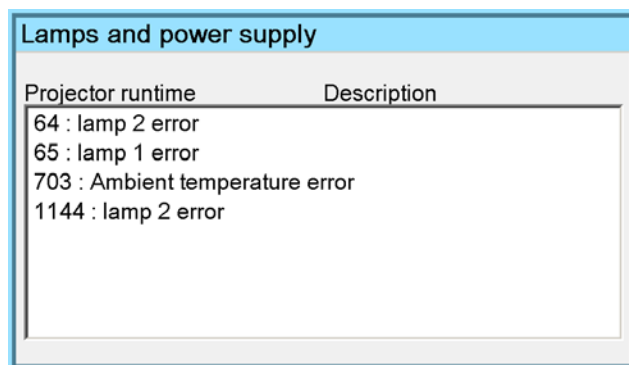 Lamps and power supply
Projector runtime Description
64 : lamp 2 error
65 : lamp 1 error
703 : Ambient temperature error
1144 : lamp 2 error